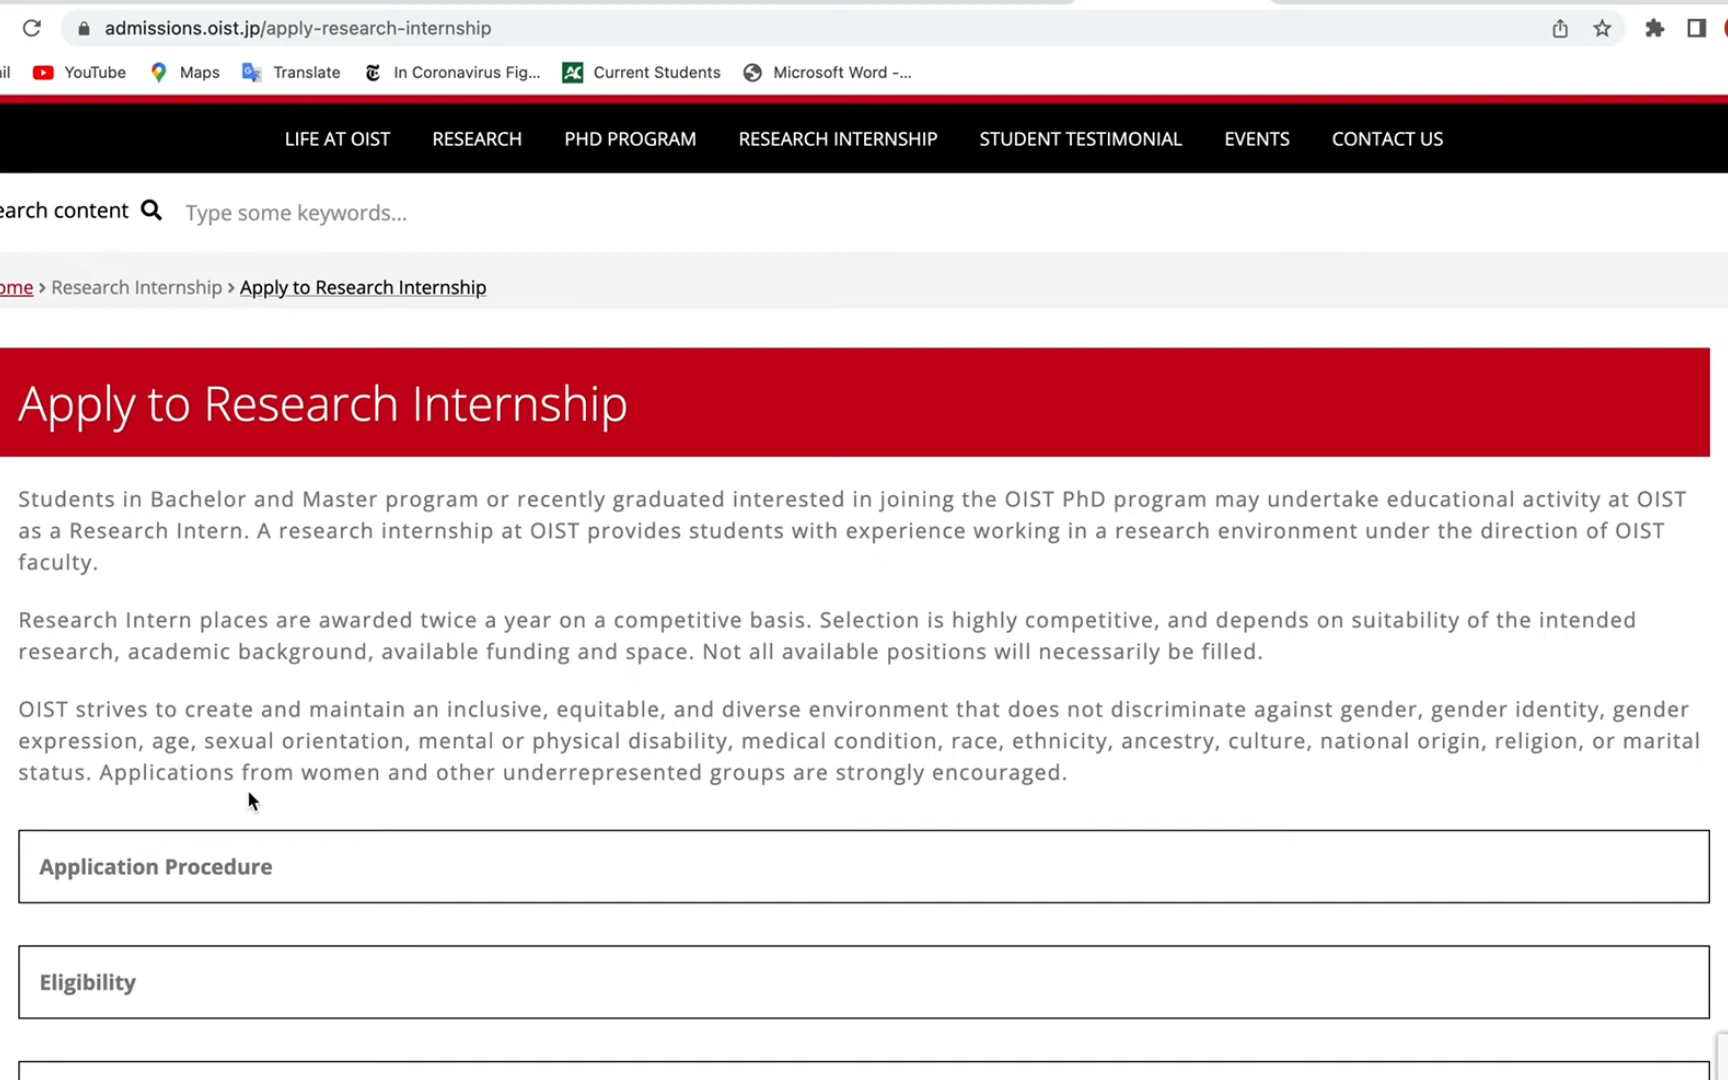 admissions.oist.jp/apply-research-internship
il YouTube Maps Translate In Coronavirus Fig... Current Students Microsoft Word -...
LIFE AT OIST RESEARCH PHD PROGRAM RESEARCH INTERNSHIP STUDENT TESTIMONIAL EVENTS CONTACT US
earch content Type some keywords...
ome › Research Internship › Apply to Research Internship
Apply to Research Internship
Students in Bachelor and Master program or recently graduated interested in joining the OIST PhD program may undertake educational activity at OIST
as a Research Intern. A research internship at OIST provides students with experience working in a research environment under the direction of OIST
faculty.
Research Intern places are awarded twice a year on a competitive basis. Selection is highly competitive, and depends on suitability of the intended
research, academic background, available funding and space. Not all available positions will necessarily be filled.
OIST strives to create and maintain an inclusive, equitable, and diverse environment that does not discriminate against gender, gender identity, gender
expression, age, sexual orientation, mental or physical disability, medical condition, race, ethnicity, ancestry, culture, national origin, religion, or marital
status. Applications from women and other underrepresented groups are strongly encouraged.
Application Procedure
Eligibility